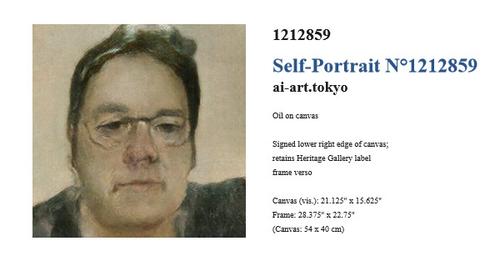 1212859
Self-Portrait N°1212859
ai-art.tokyo
Oil on canvas
Signed lower right edge of canvas;
retains Heritage Gallery label
frame verso
Canvas (vis.): 21.125" x 15.625"
Frame: 28.375" x 22.75"
(Canvas: 54 x 40 cm)